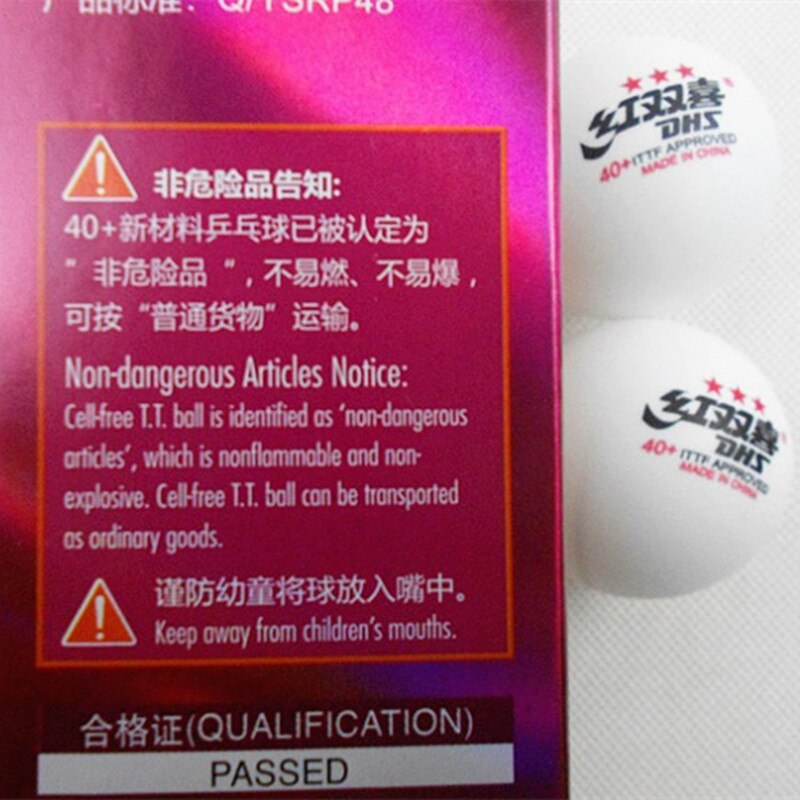 产品标准: Q/YSRP48
非危险品告知:
40+新材料乒乓球已被认定为
“非危险品“，不易燃、不易爆，
可按“普通货物”运输。
Non-dangerous Articles Notice:
Cell-free T.T. ball is identified as 'non-dangerous
articles', which is nonflammable and non-
explosive. Cell-free T.T. ball can be transported
as ordinary goods.
谨防幼童将球放入嘴中。
Keep away from children's mouths.
合格证(QUALIFICATION)
PASSED
红双喜
DHS
40+ ITTF APPROVED
MADE IN CHINA
红双喜
DHS
40+ ITTF APPROVED
MADE IN CHINA